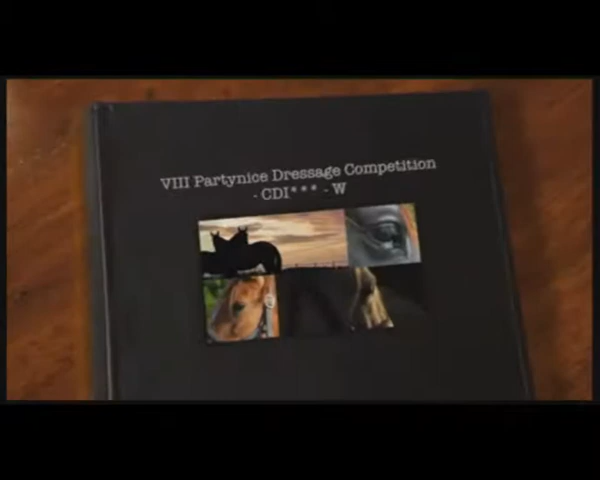 VIII Partynice Dressage Competition
- CDI*** - W